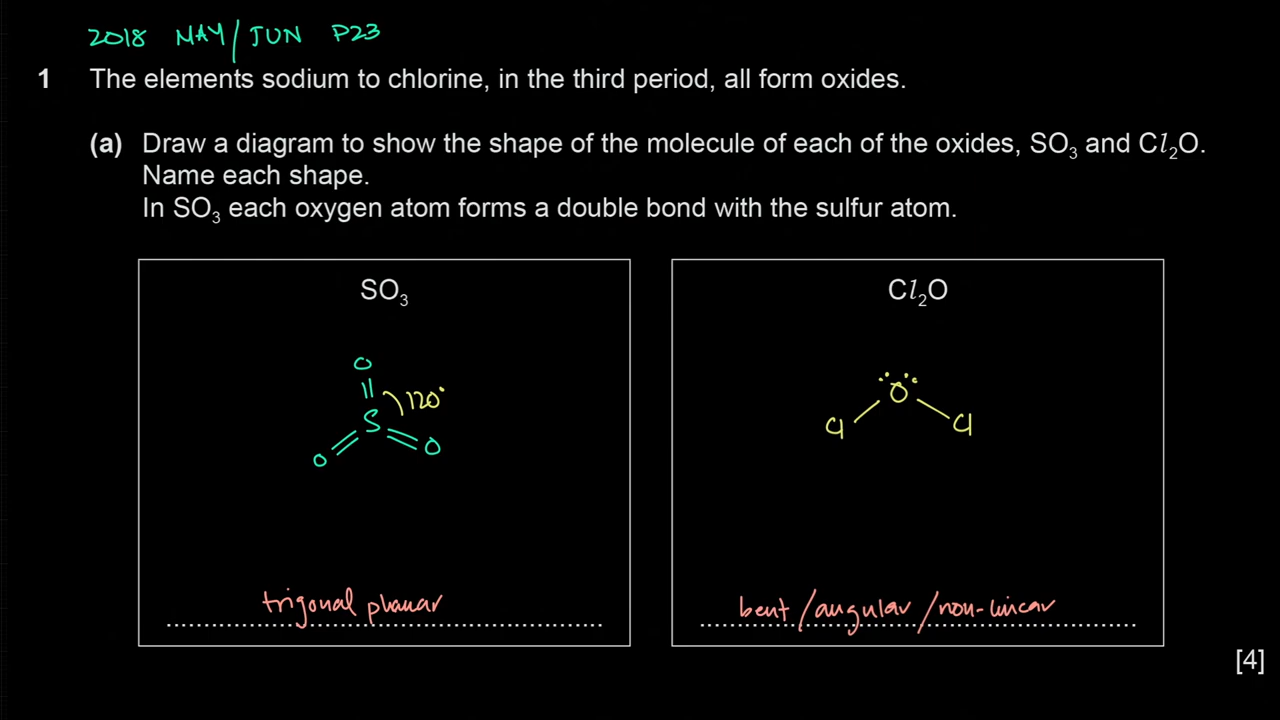 2018 MAY/JUN P23
1 The elements sodium to chlorine, in the third period, all form oxides.
(a) Draw a diagram to show the shape of the molecule of each of the oxides, SO3 and Cl2O.
Name each shape.
In SO3 each oxygen atom forms a double bond with the sulfur atom.
SO3
O
120°
S
O O
trigonal planar
Cl2O
O
Cl Cl
bent/angular/non-linear
[4]